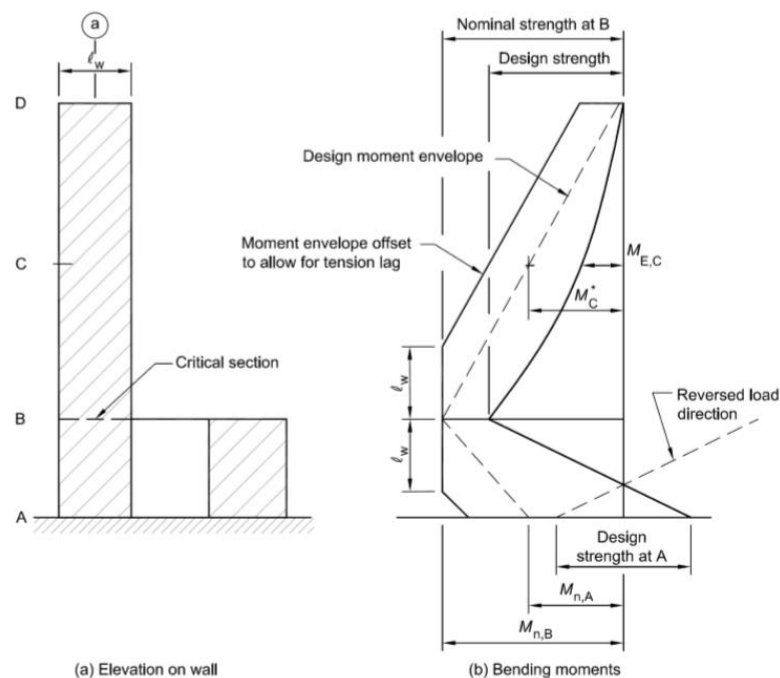 a
ℓw
D
C
Critical section
B
A
(a) Elevation on wall
Nominal strength at B
Design strength
Design moment envelope
Moment envelope offset
to allow for tension lag
ME,C
M*C
ℓw
ℓw
Reversed load
direction
Design
strength at A
Mn,A
Mn,B
(b) Bending moments